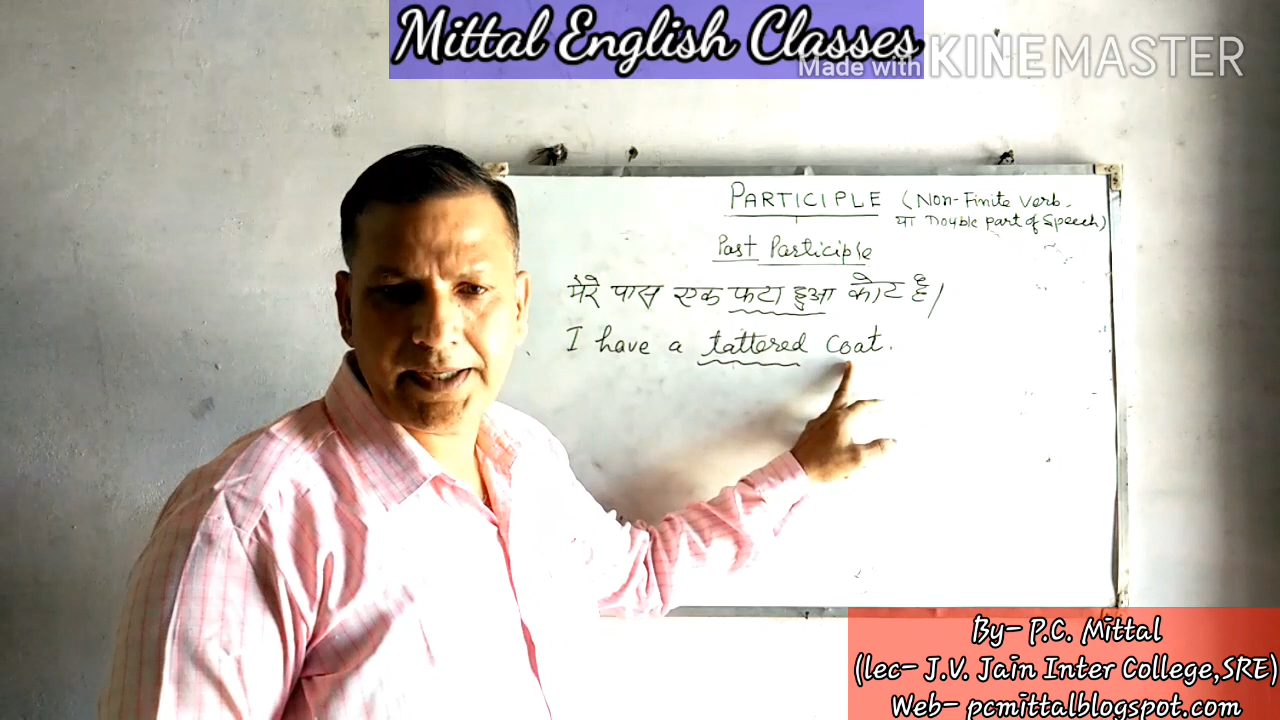 Mittal English Classes
Made with KINEMASTER
PARTICIPLE (Non-Finite verb.
या Double part of Speech)
Past Participle
मेरे पास एक फटा हुआ कोट है।
I have a tattered coat.
By- P.C. Mittal
(lec- J.V. Jain Inter College,SRE)
Web- pcmittalblogspot.com